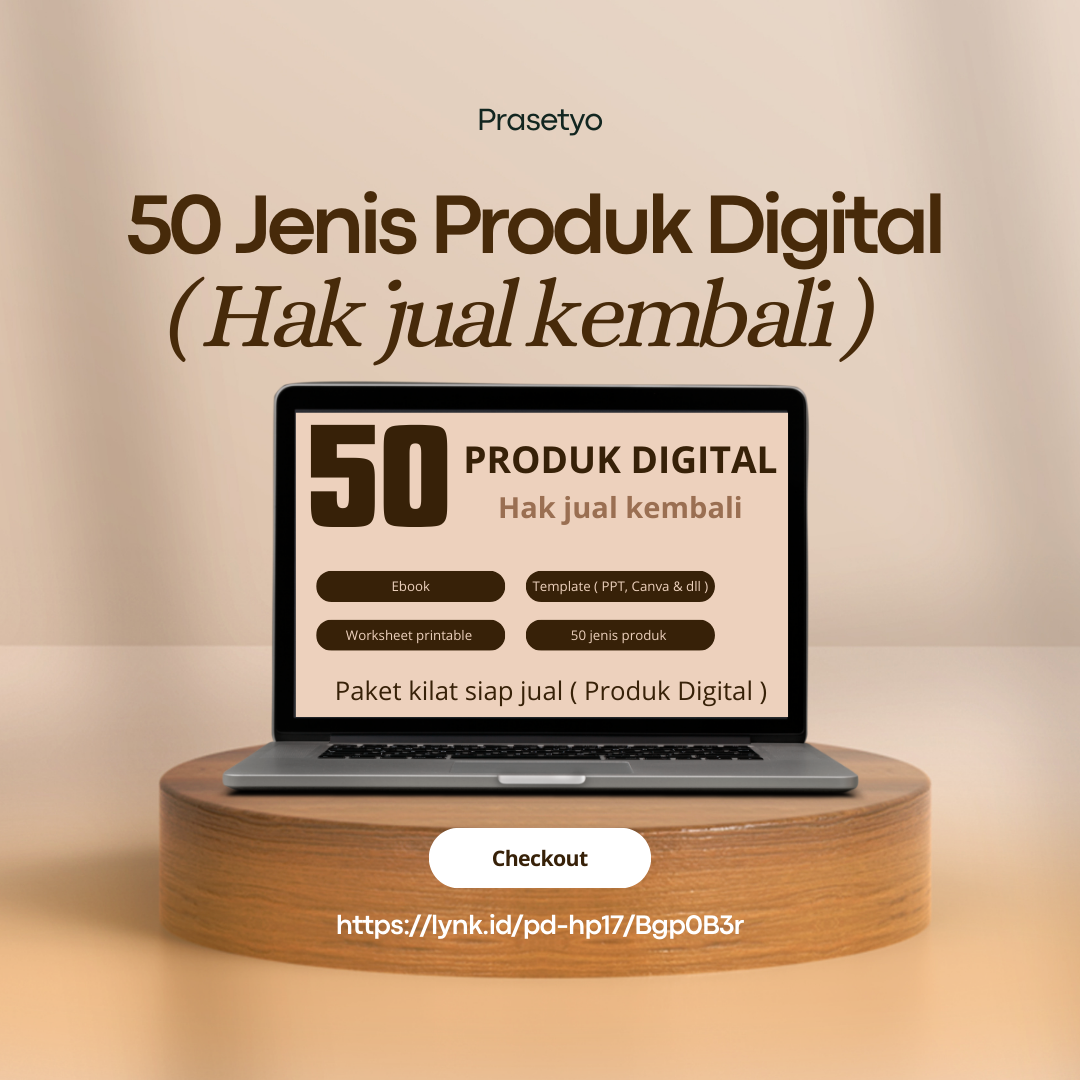 Prasetyo
50 Jenis Produk Digital
( Hak jual kembali )
50
PRODUK DIGITAL
Hak jual kembali
Ebook
Template ( PPT, Canva & dll )
Worksheet printable
50 jenis produk
Paket kilat siap jual ( Produk Digital )
Checkout
https://lynk.id/pd-hp17/Bgp0B3r